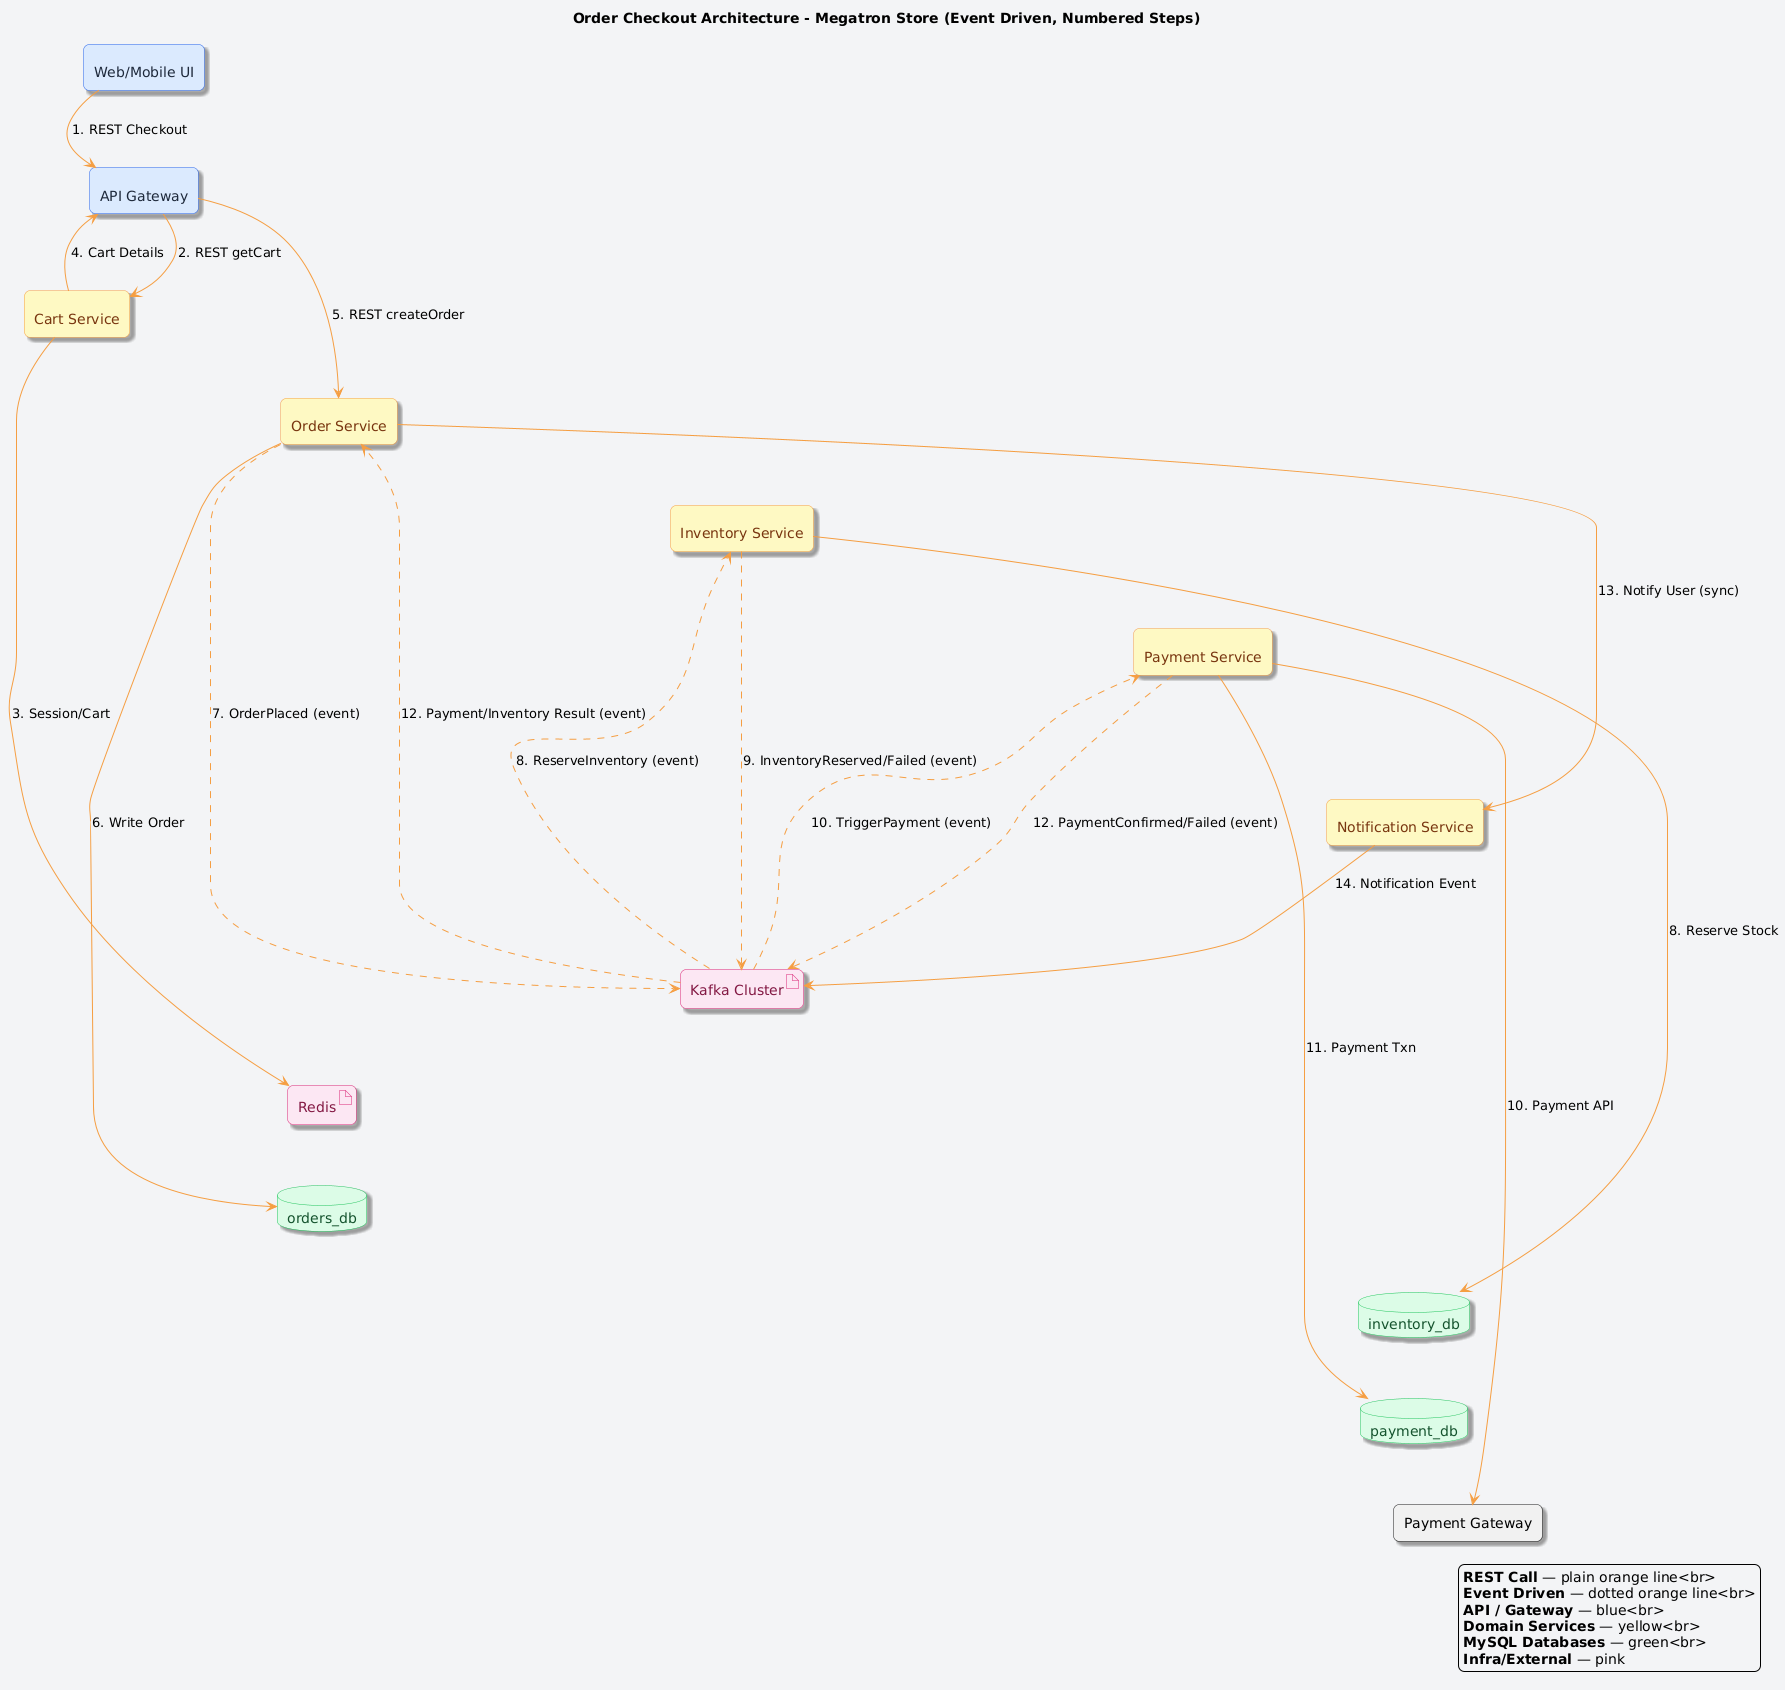 Order Checkout Architecture - Megatron Store (Event Driven, Numbered Steps)
Web/Mobile UI
1. REST Checkout
API Gateway
4. Cart Details
2. REST getCart
Cart Service
5. REST createOrder
Order Service
Inventory Service
13. Notify User (sync)
Payment Service
3. Session/Cart
7. OrderPlaced (event)
12. Payment/Inventory Result (event)
8. ReserveInventory (event)
9. InventoryReserved/Failed (event)
6. Write Order
10. TriggerPayment (event)
12. PaymentConfirmed/Failed (event)
Notification Service
14. Notification Event
8. Reserve Stock
Kafka Cluster
11. Payment Txn
Redis
10. Payment API
orders_db
inventory_db
payment_db
Payment Gateway
REST Call — plain orange line<br>
Event Driven — dotted orange line<br>
API / Gateway — blue<br>
Domain Services — yellow<br>
MySQL Databases — green<br>
Infra/External — pink